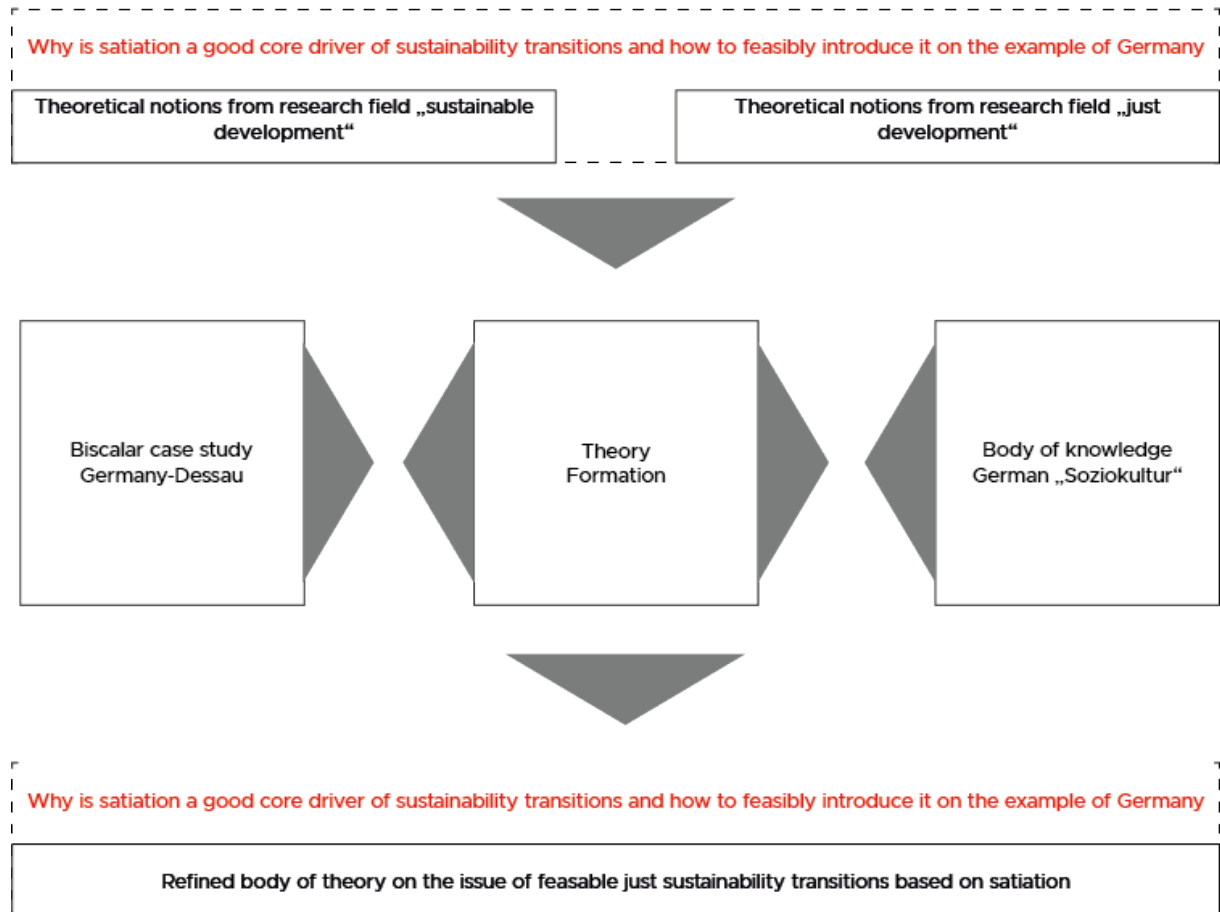 Why is satiation a good core driver of sustainability transitions and how to feasibly introduce it on the example of Germany
Theoretical notions from research field „sustainable
development“
Theoretical notions from research field „just
development“
Biscalar case study
Germany-Dessau
Theory
Formation
Body of knowledge
German „Soziokultur“
Why is satiation a good core driver of sustainability transitions and how to feasibly introduce it on the example of Germany
Refined body of theory on the issue of feasable just sustainability transitions based on satiation